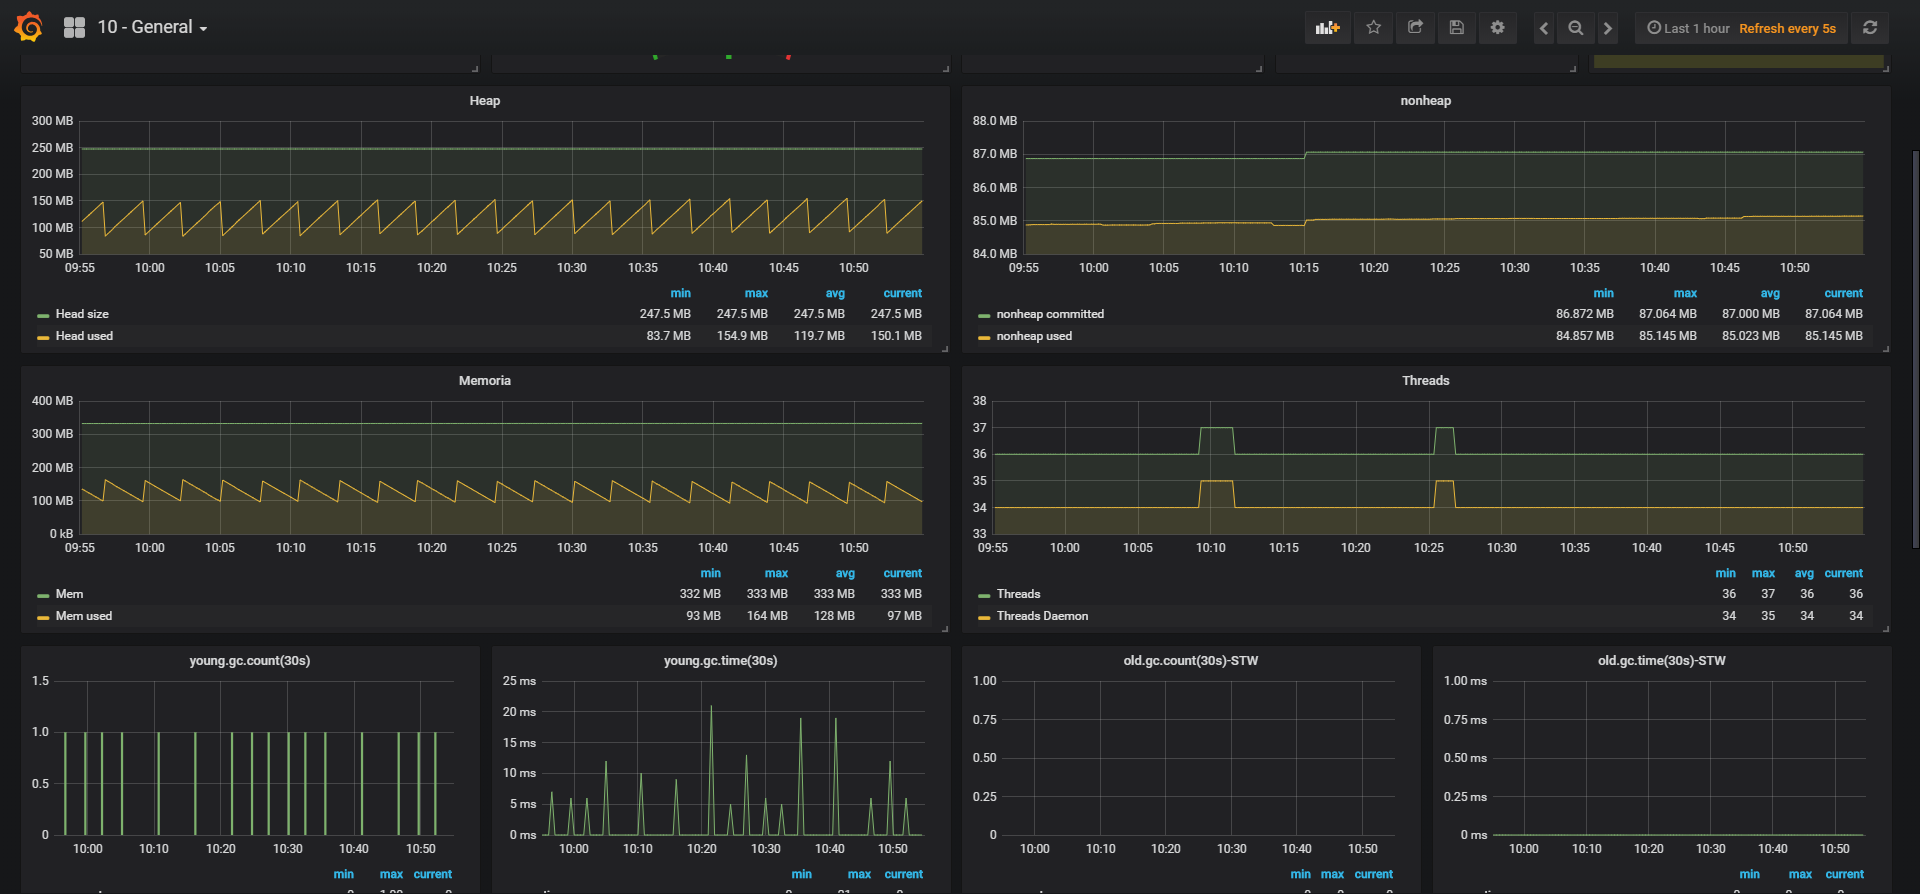 10 - General
Last 1 hour Refresh every 5s
Heap
300 MB
250 MB
200 MB
150 MB
100 MB
50 MB
09:55 10:00 10:05 10:10 10:15 10:20 10:25 10:30 10:35 10:40 10:45 10:50
min max avg current
Head size 247.5 MB 247.5 MB 247.5 MB 247.5 MB
Head used 83.7 MB 154.9 MB 119.7 MB 150.1 MB
nonheap
88.0 MB
87.0 MB
86.0 MB
85.0 MB
84.0 MB
09:55 10:00 10:05 10:10 10:15 10:20 10:25 10:30 10:35 10:40 10:45 10:50
min max avg current
nonheap committed 86.872 MB 87.064 MB 87.000 MB 87.064 MB
nonheap used 84.857 MB 85.145 MB 85.023 MB 85.145 MB
Memoria
400 MB
300 MB
200 MB
100 MB
0 kB
09:55 10:00 10:05 10:10 10:15 10:20 10:25 10:30 10:35 10:40 10:45 10:50
min max avg current
Mem 332 MB 333 MB 333 MB 333 MB
Mem used 93 MB 164 MB 128 MB 97 MB
Threads
38
37
36
35
34
33
09:55 10:00 10:05 10:10 10:15 10:20 10:25 10:30 10:35 10:40 10:45 10:50
min max avg current
Threads 36 37 36 36
Threads Daemon 34 35 34 34
young.gc.count(30s)
1.5
1.0
0.5
0
10:00 10:10 10:20 10:30 10:40 10:50
min max current
young.gc.time(30s)
25 ms
20 ms
15 ms
10 ms
5 ms
0 ms
10:00 10:10 10:20 10:30 10:40 10:50
min max current
old.gc.count(30s)-STW
1.00
0.75
0.50
0.25
0
10:00 10:10 10:20 10:30 10:40 10:50
min max current
old.gc.time(30s)-STW
1.00 ms
0.75 ms
0.50 ms
0.25 ms
0 ms
10:00 10:10 10:20 10:30 10:40 10:50
min max current